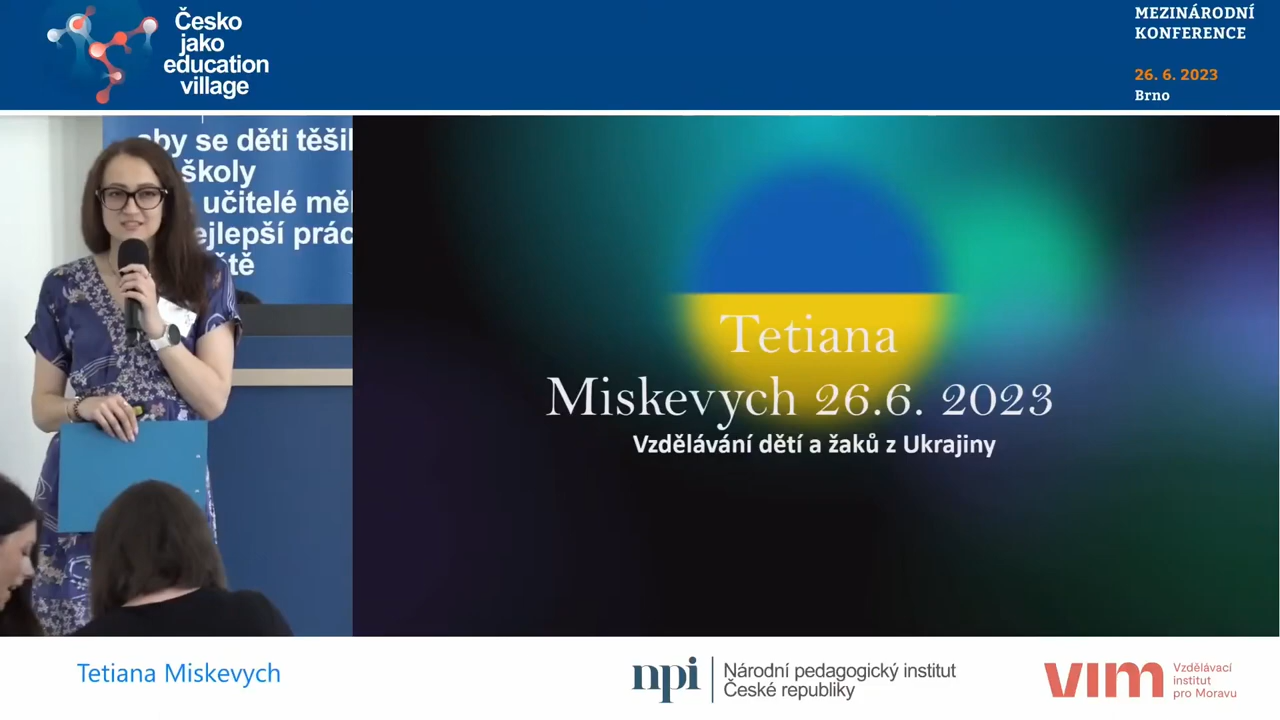 Česko
jako
education
village
MEZINÁRODNÍ
KONFERENCE
26. 6. 2023
Brno
aby se děti těšil
školy
učitelé měl
ejlepší prác
ště
Tetiana
Miskevych 26.6. 2023
Vzdělávání dětí a žaků z Ukrajiny
Tetiana Miskevych
npi
Národní pedagogický institut
České republiky
vim
Vzdělávací
institut
pro Moravu